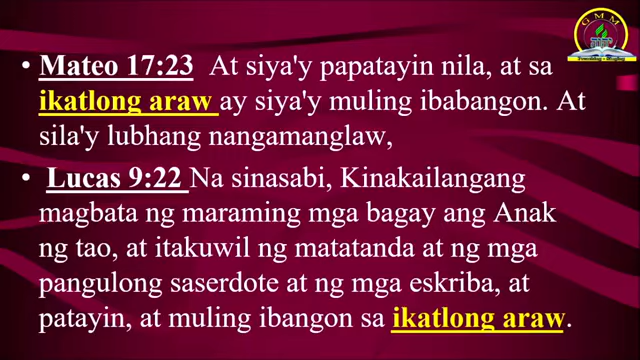 GMM
• Mateo 17:23 At siya'y papatayin nila, at sa
ikatlong araw ay siya'y muling ibabangon. At
sila'y lubhang nangamanglaw,
• Lucas 9:22 Na sinasabi, Kinakailangang
magbata ng maraming mga bagay ang Anak
ng tao, at itakuwil ng matatanda at ng mga
pangulong saserdote at ng mga eskriba, at
patayin, at muling ibangon sa ikatlong araw.